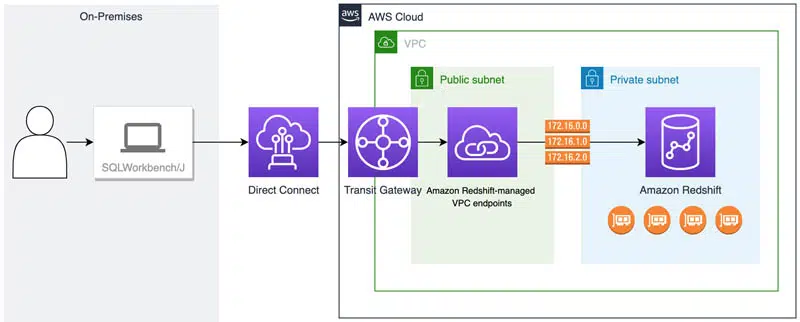 On-Premises
aws
AWS Cloud
VPC
Public subnet
Private subnet
172.16.0.0
172.16.1.0
172.16.2.0
SQLWorkbench/J
Direct Connect
Transit Gateway
Amazon Redshift-managed
VPC endpoints
Amazon Redshift